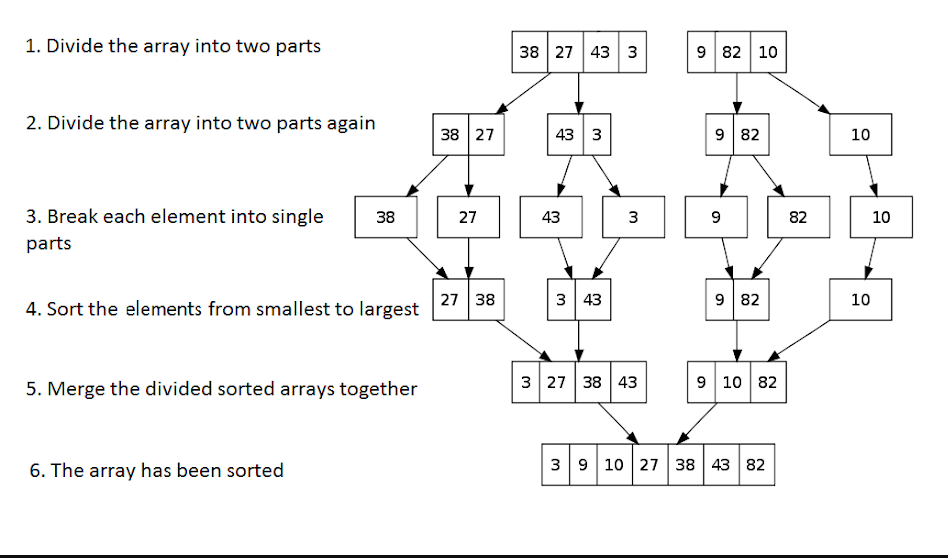 1. Divide the array into two parts
38 27 43 3
9 82 10
2. Divide the array into two parts again
38 27
43 3
9 82
10
3. Break each element into single
parts
38
27
43
3
9
82
10
4. Sort the elements from smallest to largest
27 38
3 43
9 82
10
5. Merge the divided sorted arrays together
3 27 38 43
9 10 82
6. The array has been sorted
3 9 10 27 38 43 82